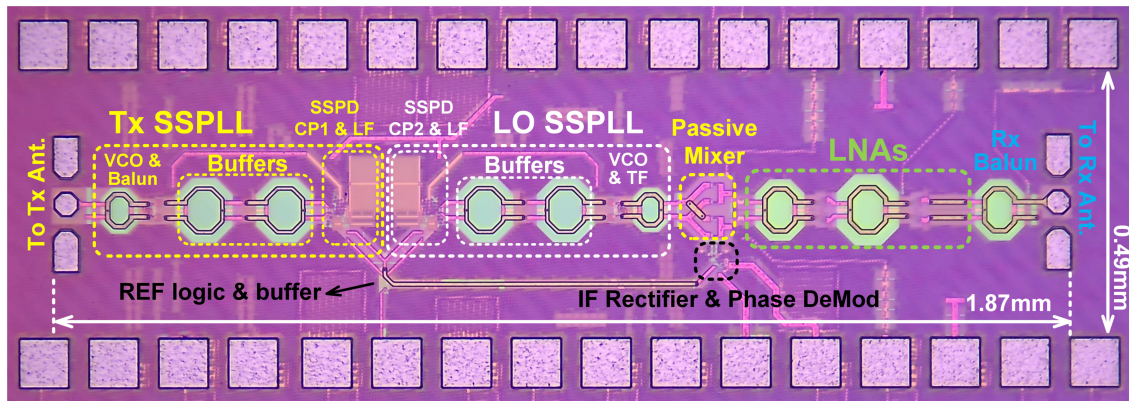 Tx SSPLL
SSPD
CP1 & LF
SSPD
CP2 & LF
LO SSPLL
Passive
Mixer
LNAs
Rx
Balun
To Tx Ant.
VCO &
Balun
Buffers
Buffers
VCO
& TF
To Rx Ant.
REF logic & buffer
IF Rectifier & Phase DeMod
0.49mm
1.87mm